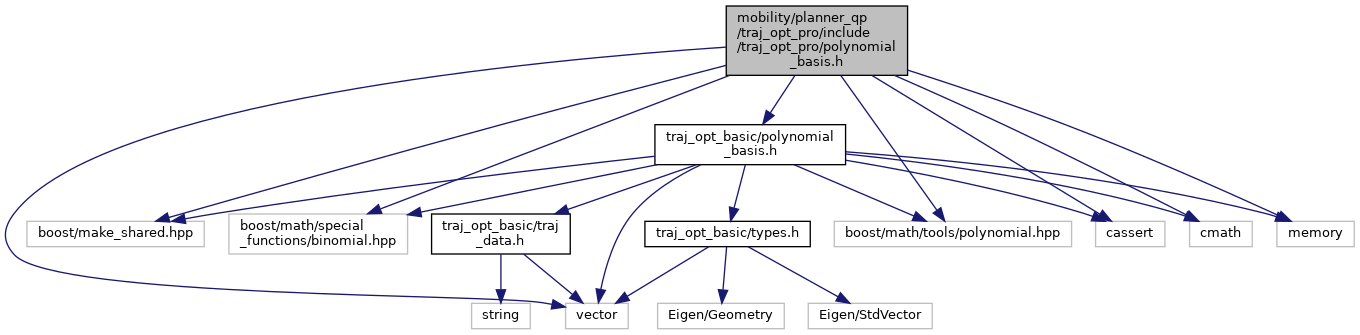 mobility/planner_qp
/traj_opt_pro/include
/traj_opt_pro/polynomial
_basis.h
traj_opt_basic/polynomial
_basis.h
boost/make_shared.hpp
boost/math/special
_functions/binomial.hpp
traj_opt_basic/traj
_data.h
traj_opt_basic/types.h
boost/math/tools/polynomial.hpp
cassert
cmath
memory
string
vector
Eigen/Geometry
Eigen/StdVector